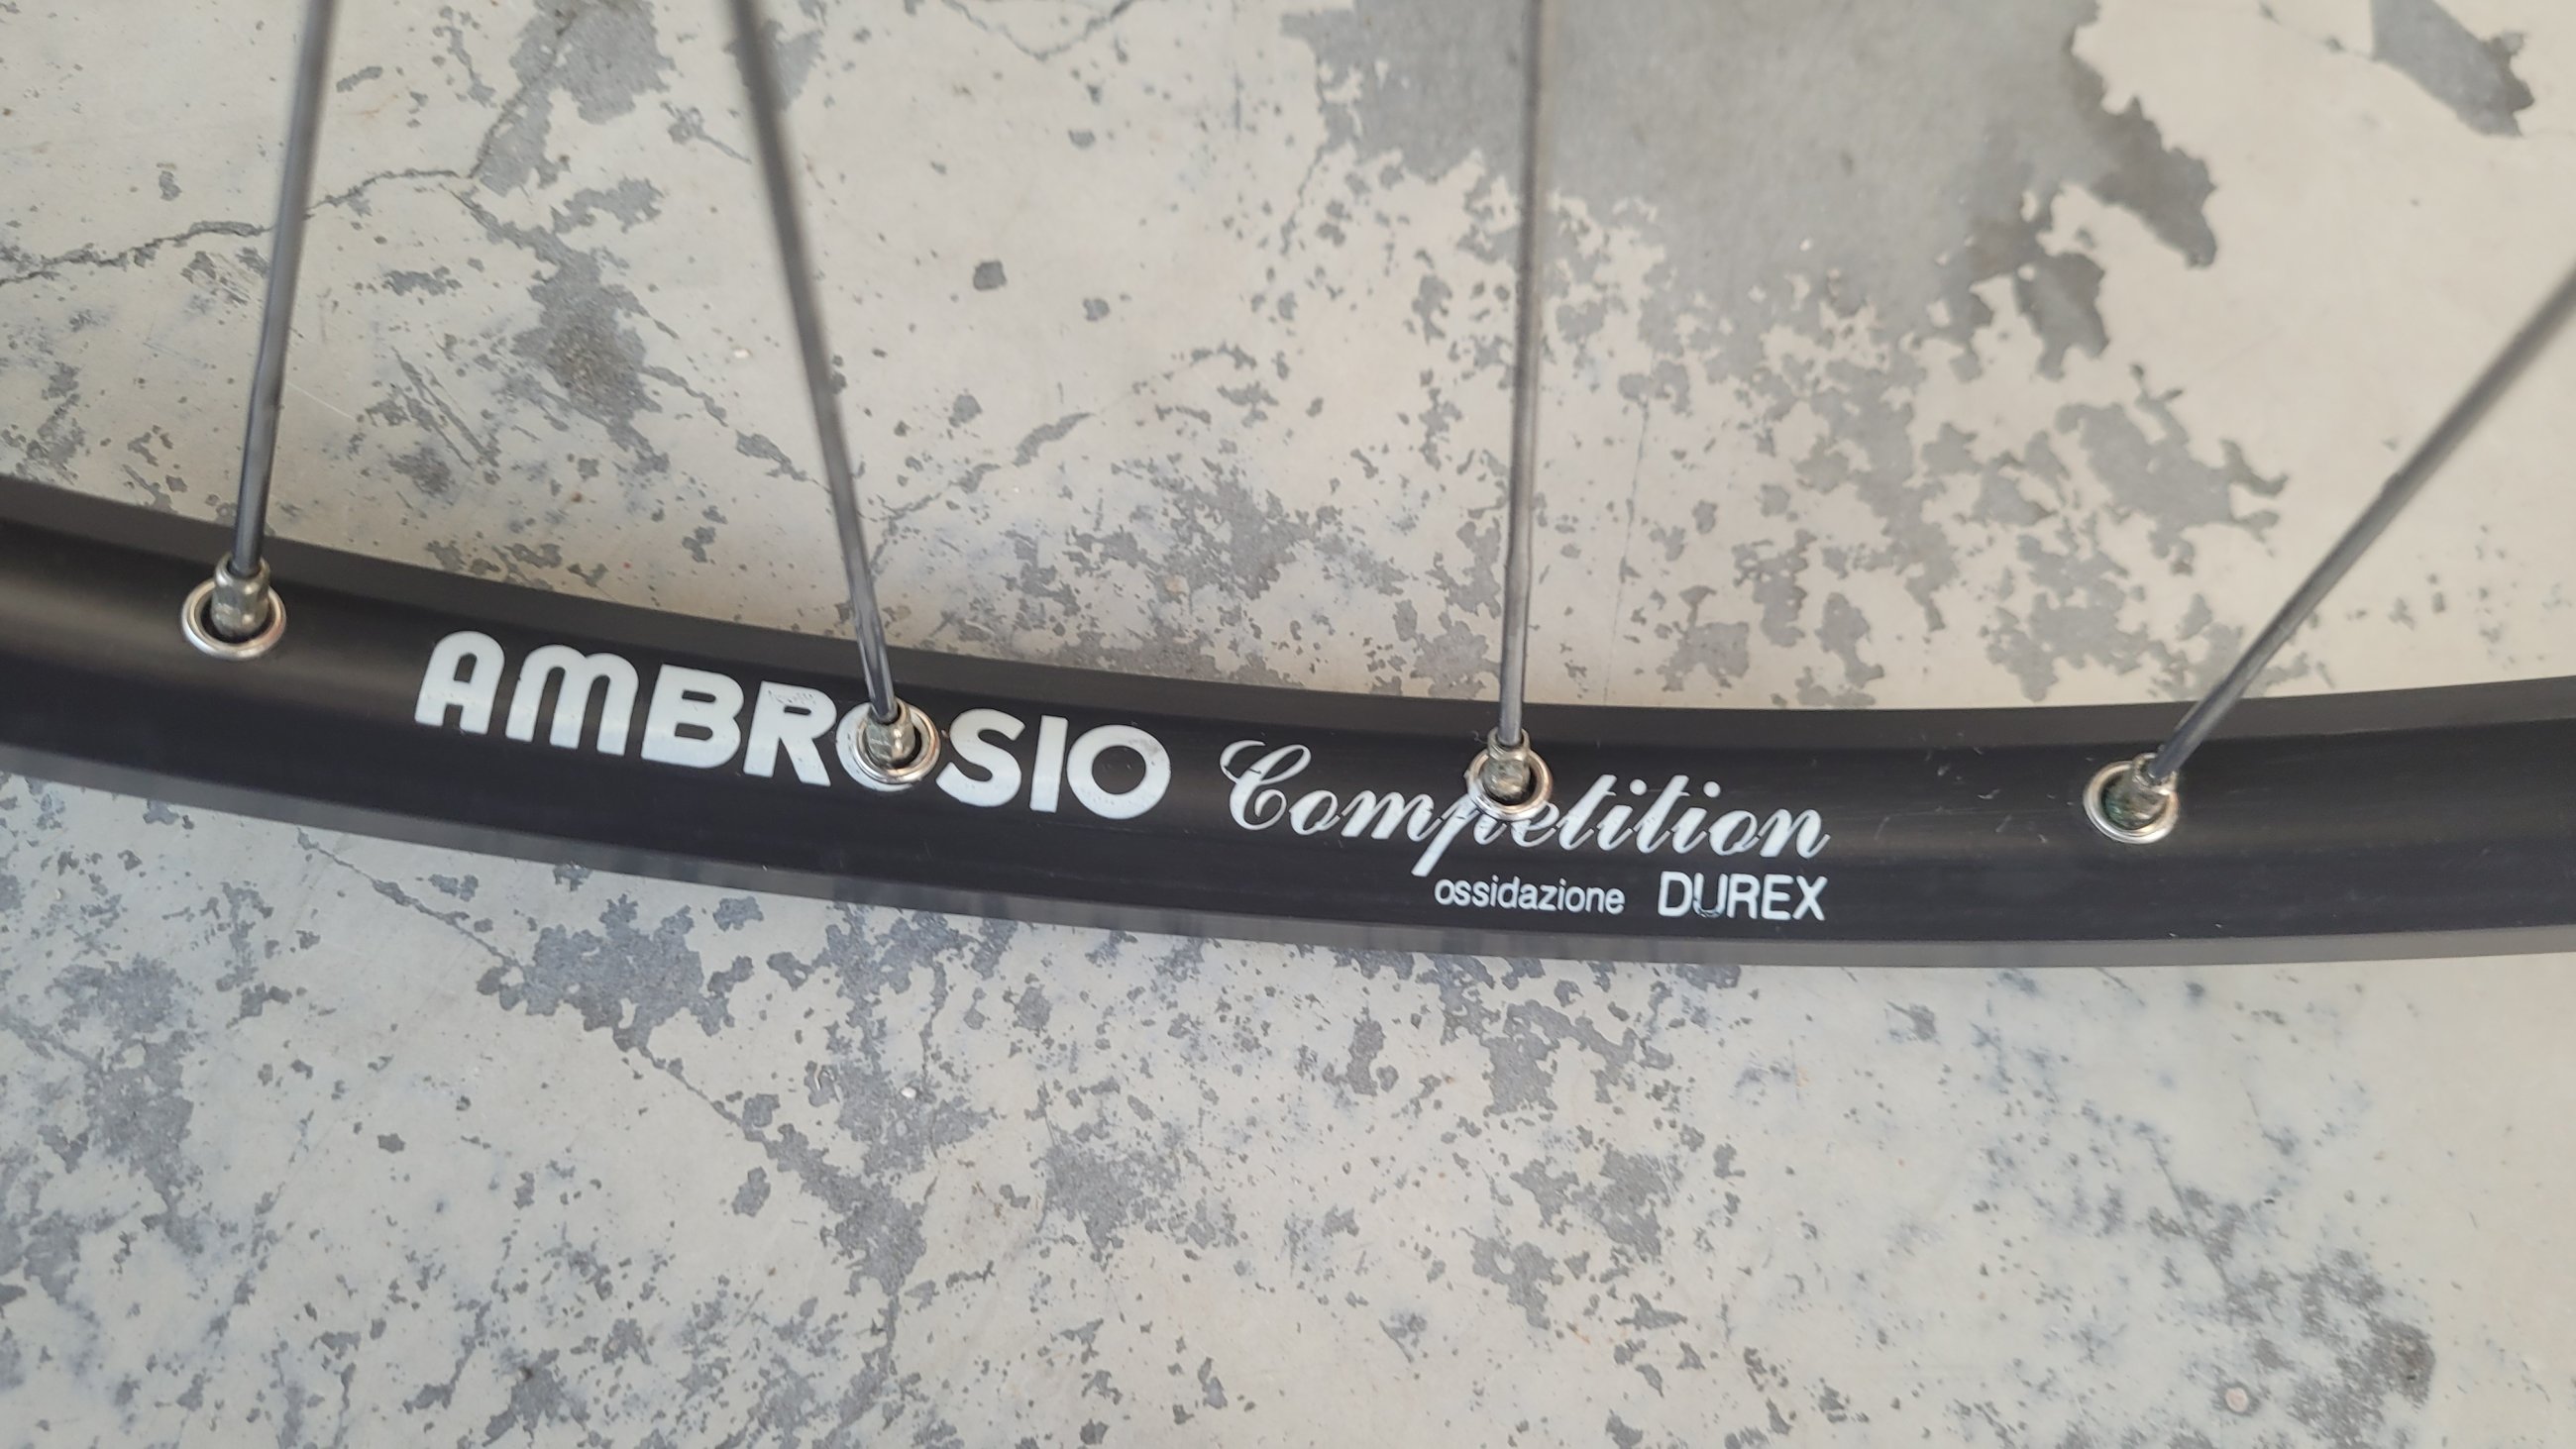 AMBROSIO Competition
ossidazione DUREX